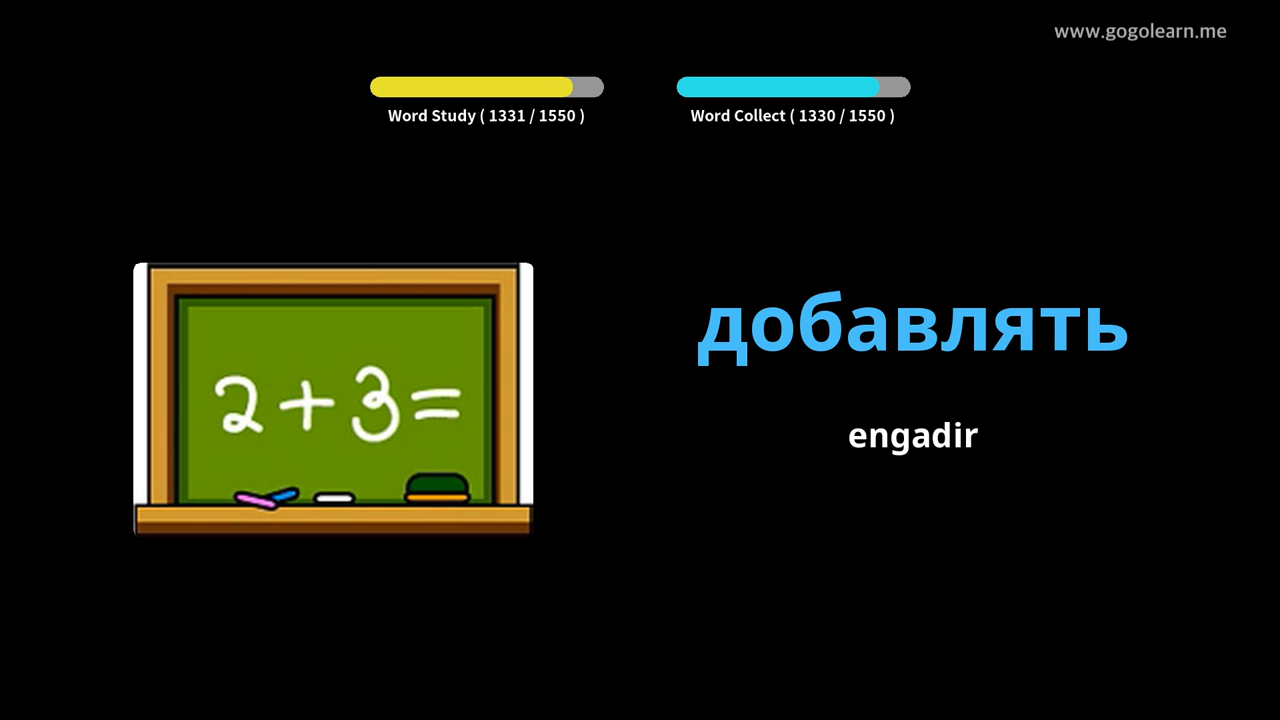 www.gogolearn.me
Word Study ( 1331 / 1550 )
Word Collect ( 1330 / 1550 )
2+3=
добавлять
engadir